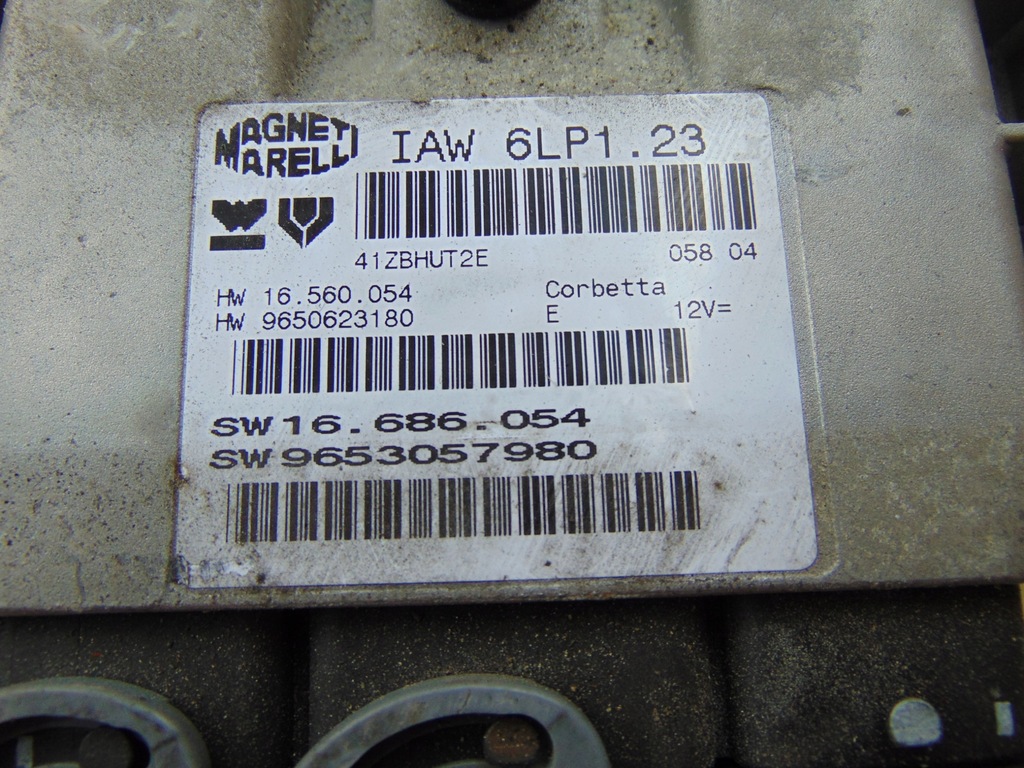 MAGNETI
MARELLI
IAW 6LP1.23
41ZBHUT2E 058 04
HW 16.560.054 Corbetta
HW 9650623180 E 12V=
SW16.686.054
SW9653057980